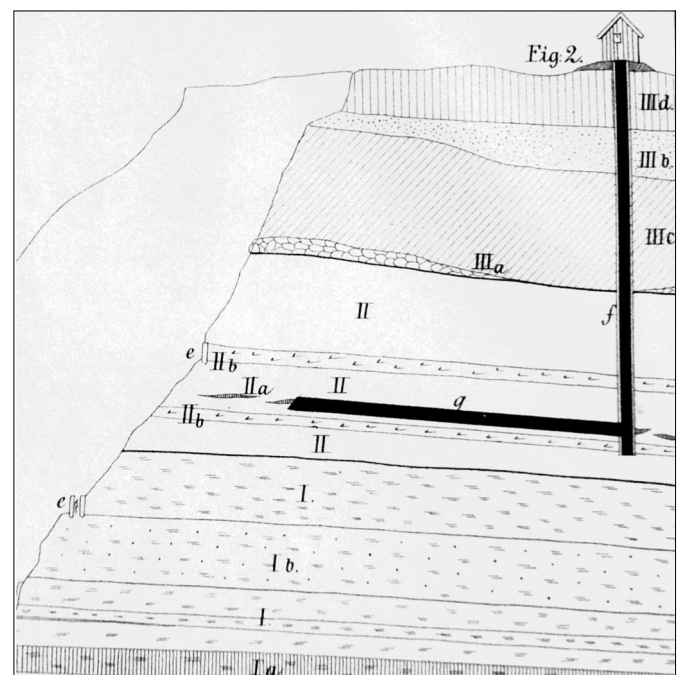 Fig: 2.
III d.
III b.
III c
III a
II
f
e
II b
II a
II
g
II b
II
I.
e
I b.
I
I a.